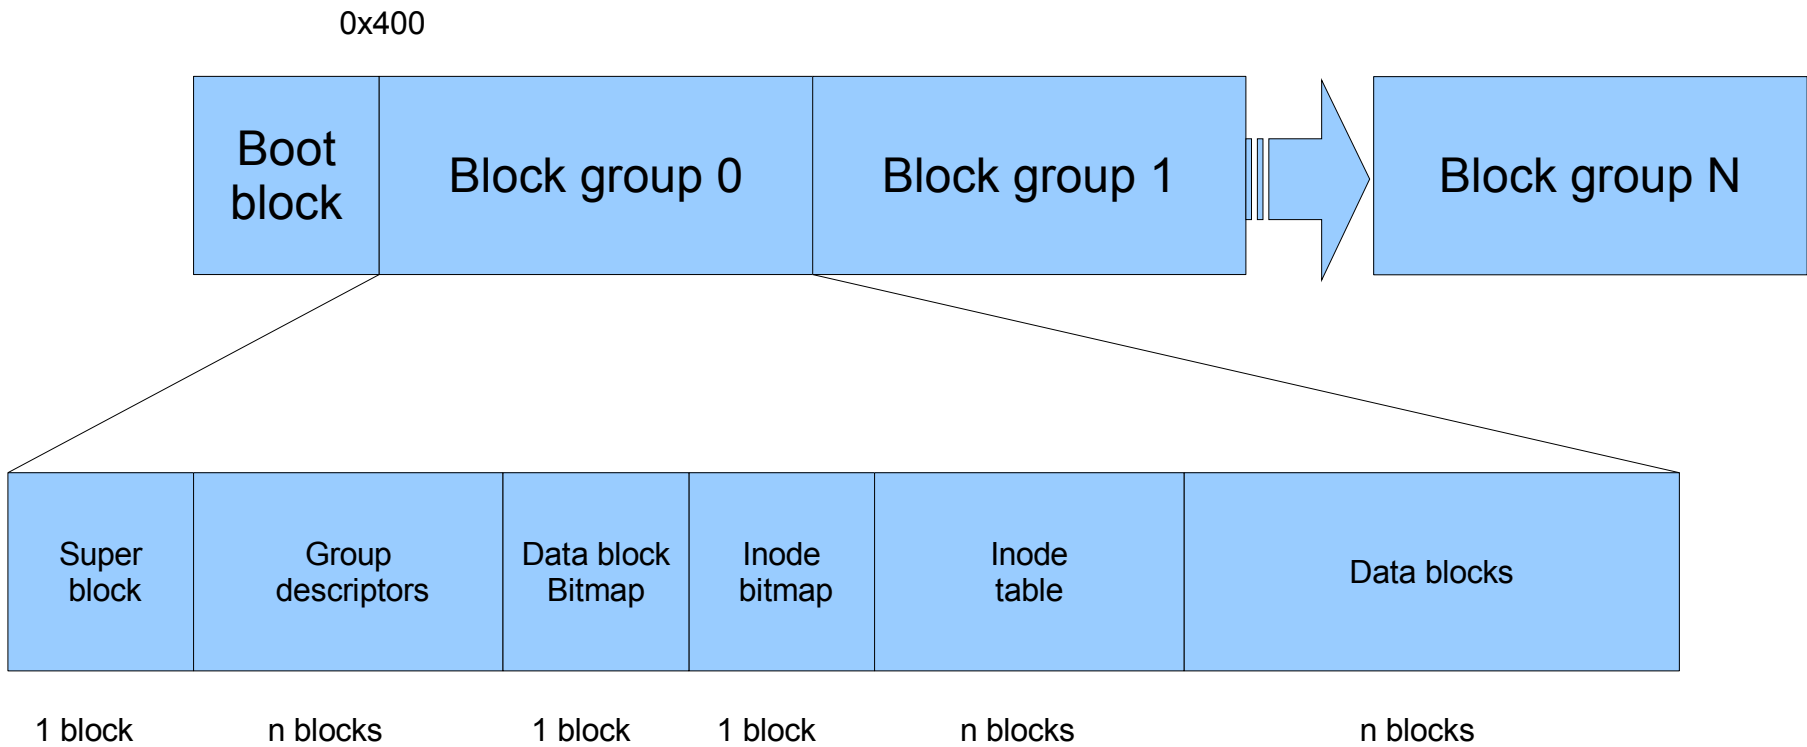 0x400
Boot
block
Block group 0
Block group 1
Block group N
Super
block
Group
descriptors
Data block
Bitmap
Inode
bitmap
Inode
table
Data blocks
1 block
n blocks
1 block
1 block
n blocks
n blocks